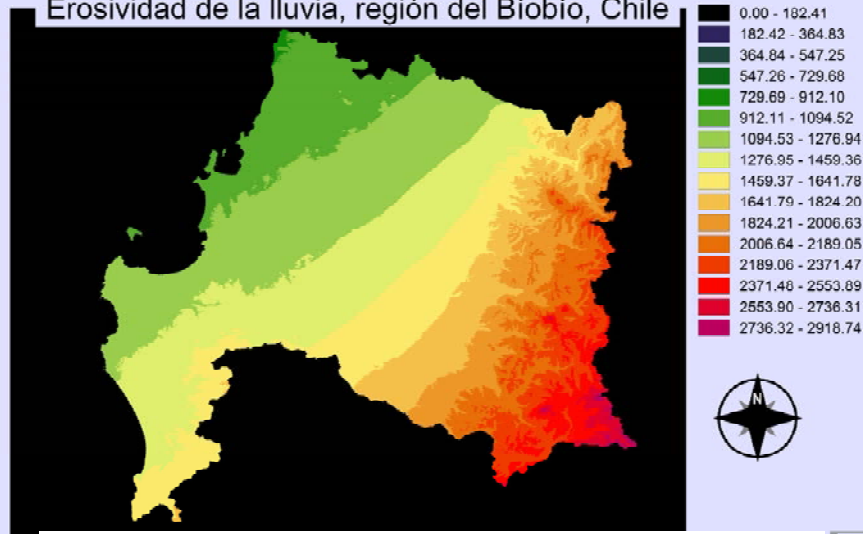 Erosividad de la lluvia, región del Biobio, Chile
0.00 - 182.41
182.42 - 364.83
364.84 - 547.25
547.26 - 729.68
729.69 - 912.10
912.11 - 1094.52
1094.53 - 1276.94
1276.95 - 1459.36
1459.37 - 1641.78
1641.79 - 1824.20
1824.21 - 2006.63
2006.64 - 2189.05
2189.06 - 2371.47
2371.48 - 2553.89
2553.90 - 2736.31
2736.32 - 2918.74
N